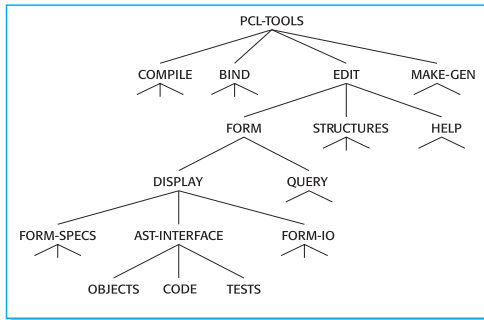 PCL-TOOLS
COMPILE BIND EDIT MAKE-GEN
FORM STRUCTURES HELP
DISPLAY QUERY
FORM-SPECS AST-INTERFACE FORM-IO
OBJECTS CODE TESTS